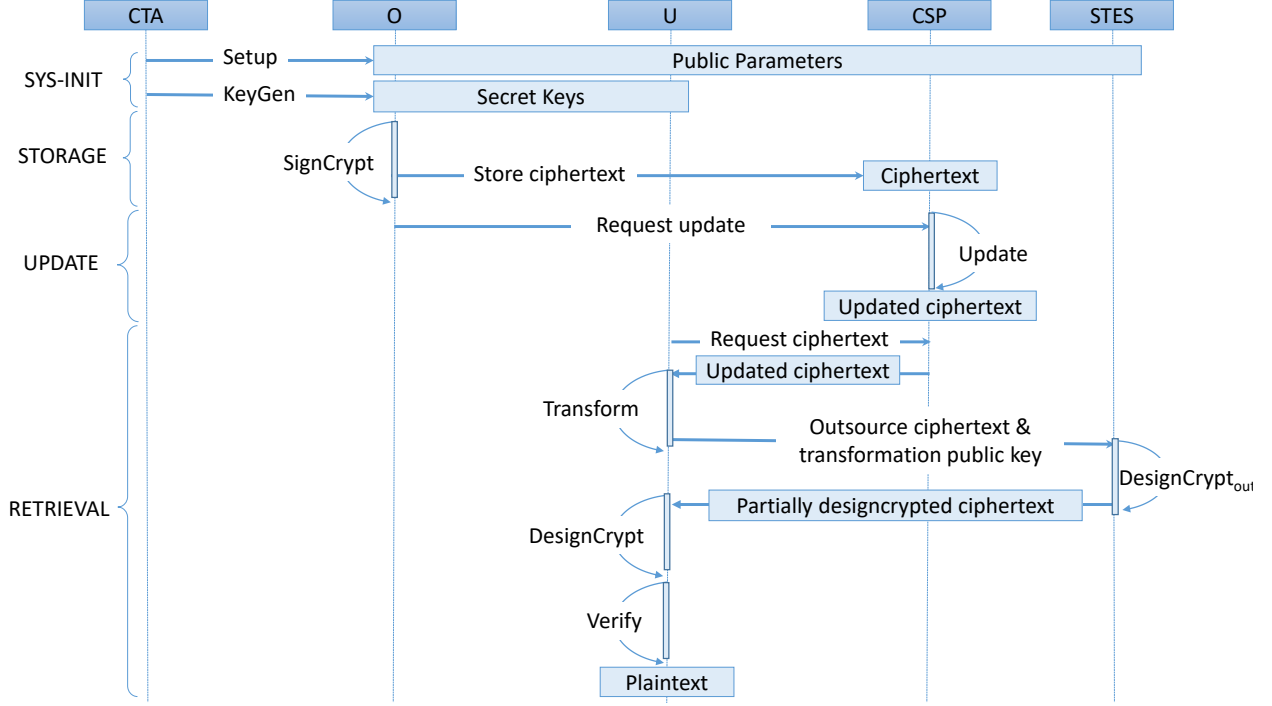 CTA
O
U
CSP
STES
SYS-INIT
Setup
Public Parameters
KeyGen
Secret Keys
STORAGE
SignCrypt
Store ciphertext
Ciphertext
UPDATE
Request update
Update
Updated ciphertext
RETRIEVAL
Request ciphertext
Updated ciphertext
Transform
Outsource ciphertext &
transformation public key
DesignCryptout
Partially designcrypted ciphertext
DesignCrypt
Verify
Plaintext